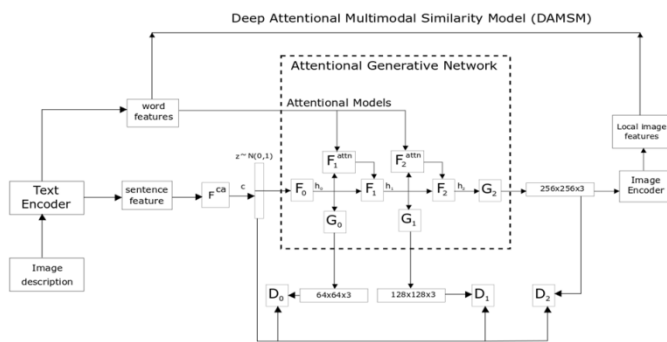 Deep Attentional Multimodal Similarity Model (DAMSM)
Attentional Generative Network
word
features
Attentional Models
Local image
features
z~N(0,1)
F₁ᵃᵗᵗⁿ
F₂ᵃᵗᵗⁿ
Text
Encoder
sentence
feature
Fᶜᵃ
c
F₀
h₀
F₁
h₁
F₂
G₂
256x256x3
Image
Encoder
G₀
G₁
Image
description
D₀
64x64x3
128x128x3
D₁
D₂